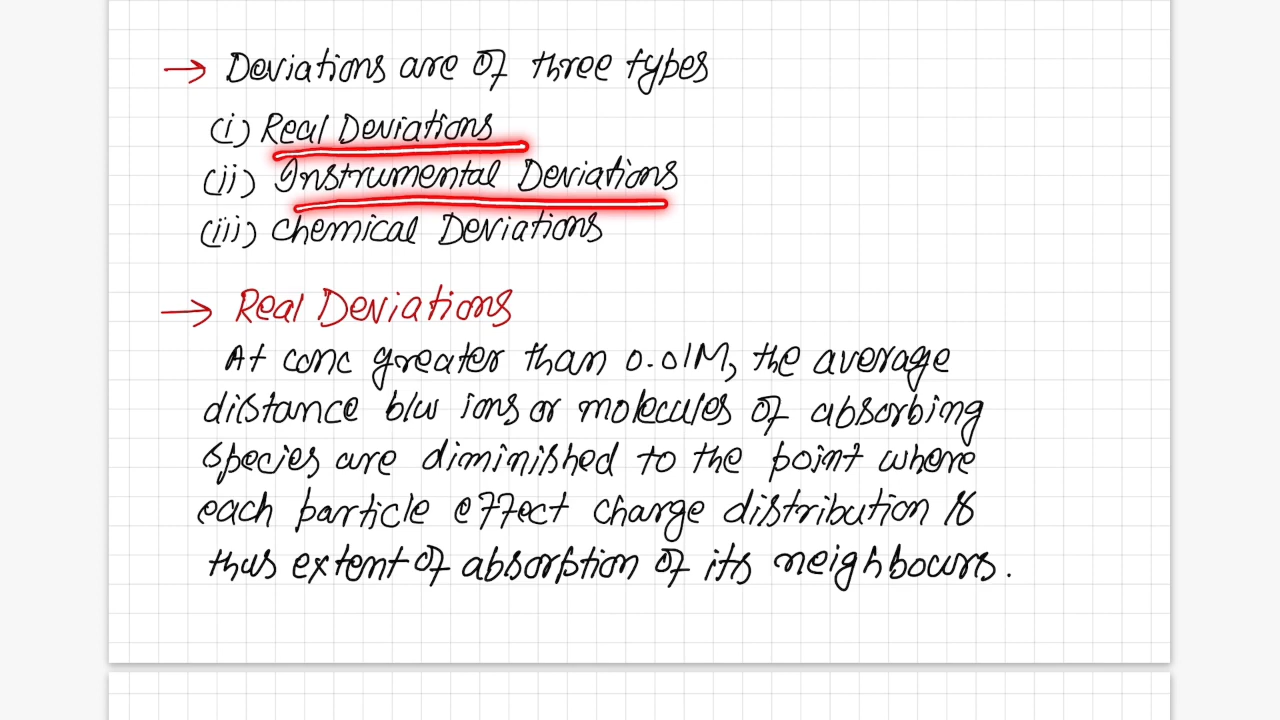 → Deviations are of three types
(i) Real Deviations
(ii) Instrumental Deviations
(iii) Chemical Deviations
→ Real Deviations
At conc greater than 0.01M, the average
distance b/w ions or molecules of absorbing
species are diminished to the point where
each particle effect charge distribution &
thus extent of absorption of its neighbours.